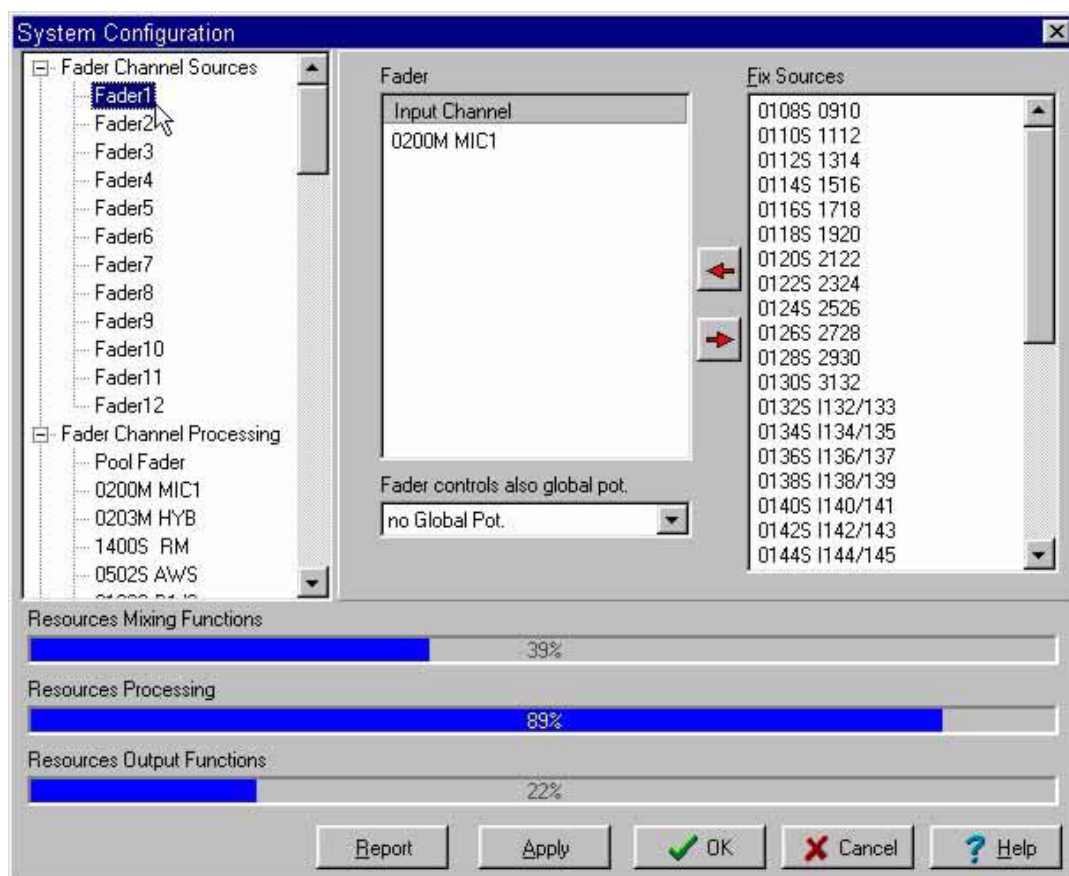 System Configuration
Fader Channel Sources
Fader1
Fader2
Fader3
Fader4
Fader5
Fader6
Fader7
Fader8
Fader9
Fader10
Fader11
Fader12
Fader Channel Processing
Pool Fader
0200M MIC1
0203M HYB
1400S RM
0502S AWS
Fader
Input Channel
0200M MIC1
Fader controls also global pot.
no Global Pot.
Fix Sources
0108S 0910
0110S 1112
0112S 1314
0114S 1516
0116S 1718
0118S 1920
0120S 2122
0122S 2324
0124S 2526
0126S 2728
0128S 2930
0130S 3132
0132S I132/133
0134S I134/135
0136S I136/137
0138S I138/139
0140S I140/141
0142S I142/143
0144S I144/145
Resources Mixing Functions
39%
Resources Processing
89%
Resources Output Functions
22%
Report
Apply
OK
Cancel
Help